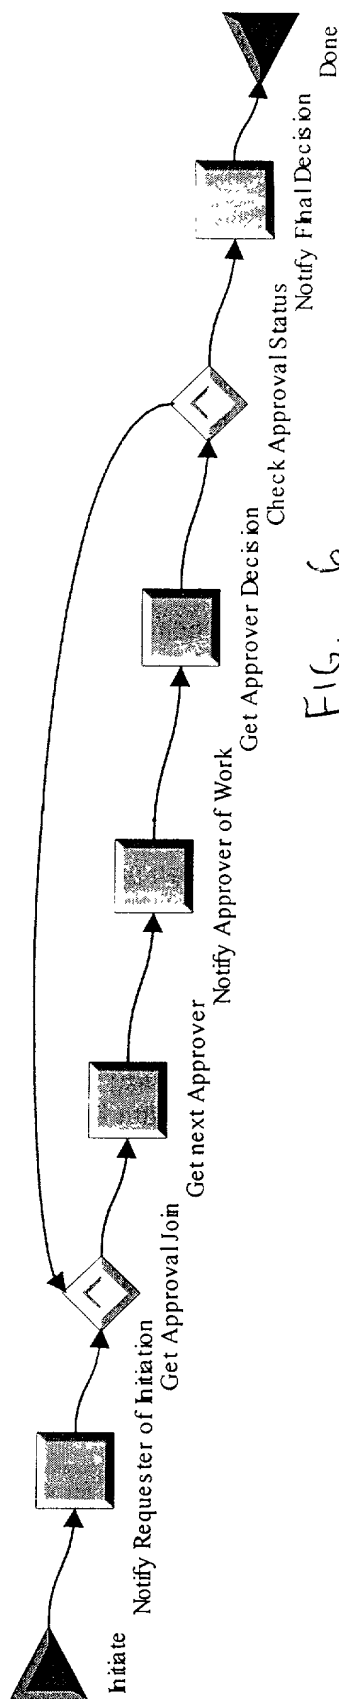 Initiate
Notify Requester of Initiation
Get Approval Join
Get next Approver
Notify Approver of Work
Get Approver Decision
Check Approval Status
Notify Final Decision
Done
FIG. 6